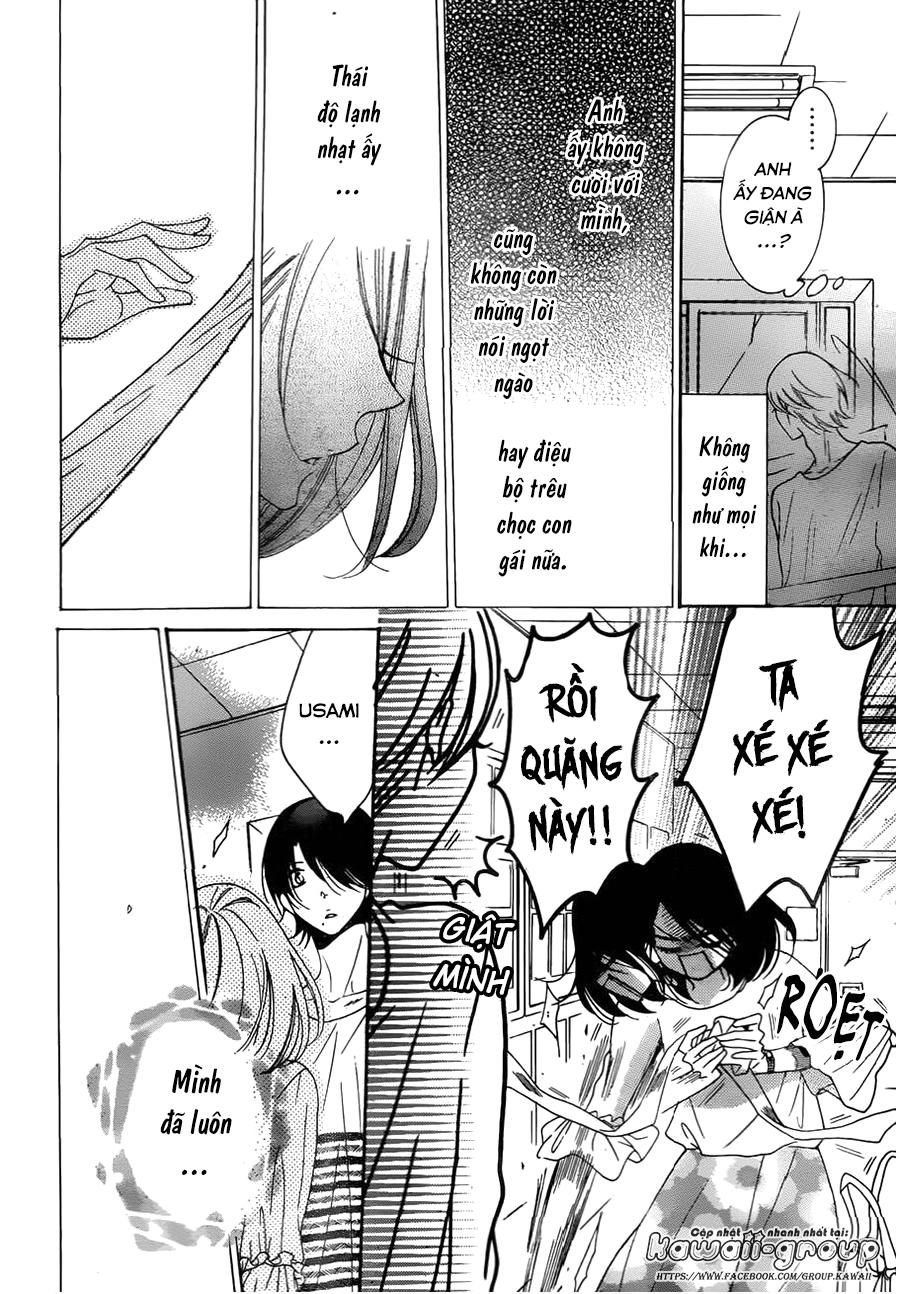 ......
ANH
ẤY ĐANG
GIẬN À
...?
Không
giống
như mọi
khi...
Anh
ấy không
cười với
mình,
cũng
không còn
những lời
nói ngọt
ngào
hay điệu
bộ trêu
chọc con
gái nữa.
Thái
độ lạnh
nhạt ấy
...
TA
XÉ XÉ
XÉ!
RỒI
QUĂNG
NÀY!!
ROẸT
GIẬT
MÌNH
USAMI
...
Mình
đã luôn
...
Cập nhật nhanh nhất tại:
kawaii-group
HTTPS://WWW.FACEBOOK.COM/GROUP.KAWAII